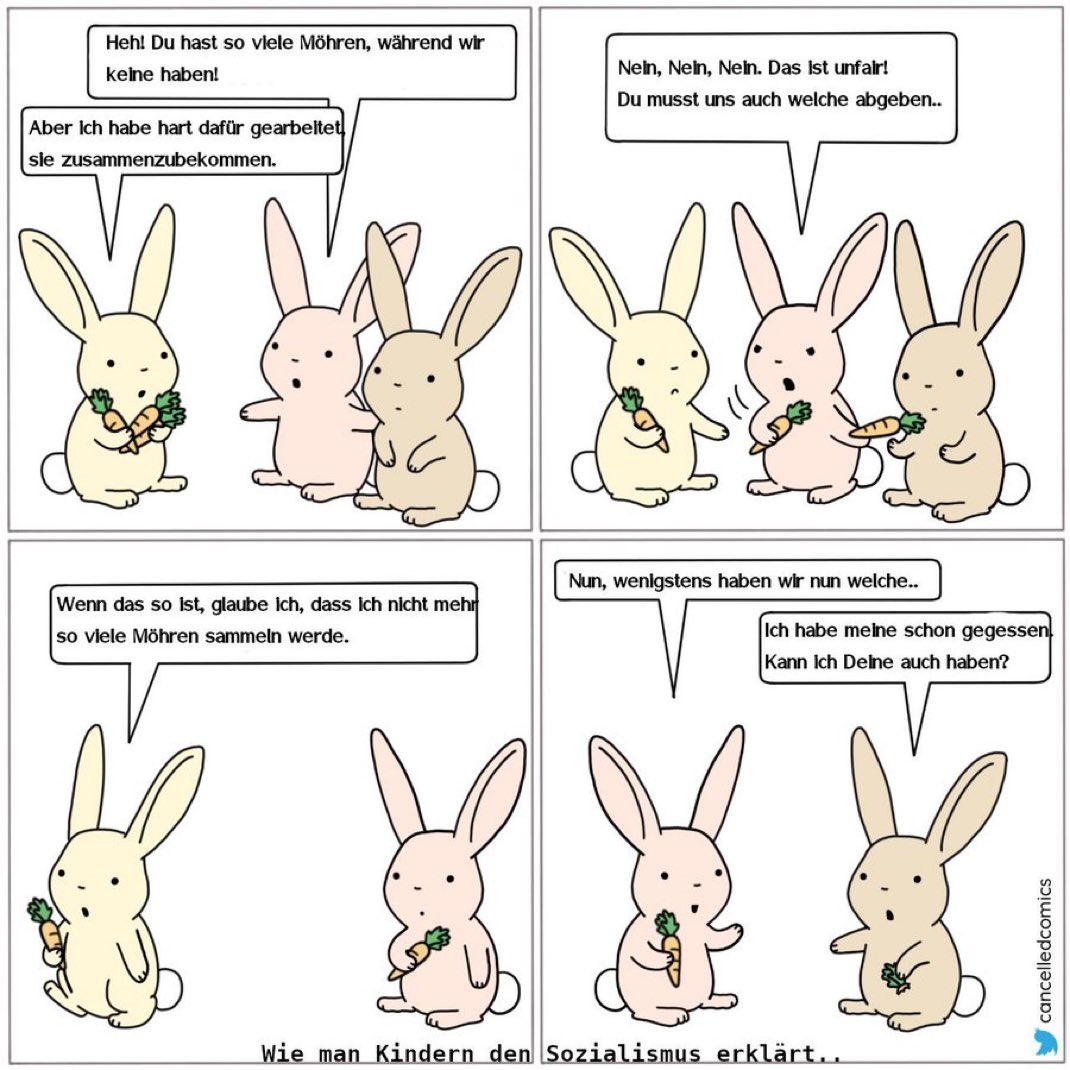 Heh! Du hast so viele Möhren, während wir
keine haben!
Aber ich habe hart dafür gearbeitet,
sie zusammenzubekommen.
Nein, Nein, Nein. Das ist unfair!
Du musst uns auch welche abgeben..
Wenn das so ist, glaube ich, dass ich nicht mehr
so viele Möhren sammeln werde.
Nun, wenigstens haben wir nun welche..
Ich habe meine schon gegessen.
Kann ich Deine auch haben?
cancelledcomics
Wie man Kindern den Sozialismus erklärt..